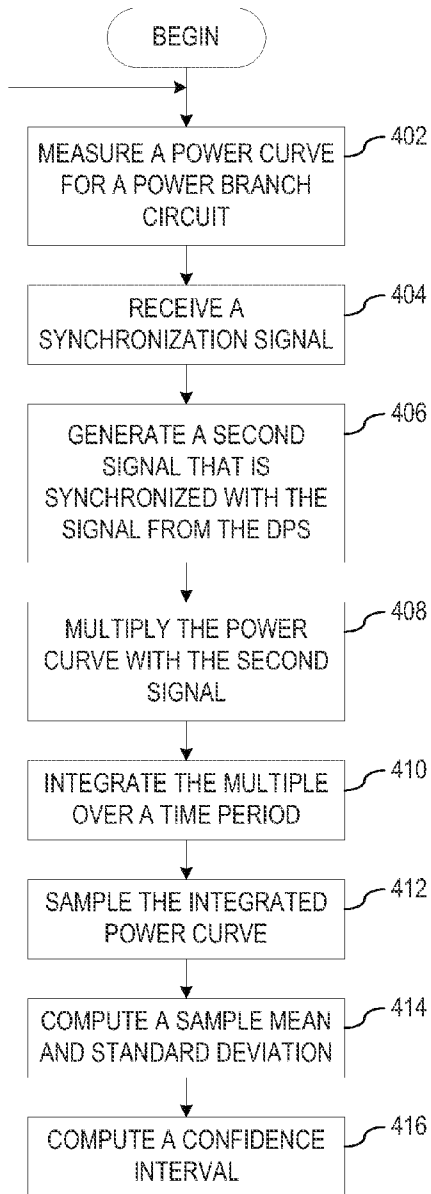 BEGIN
MEASURE A POWER CURVE
FOR A POWER BRANCH
CIRCUIT
402
RECEIVE A
SYNCHRONIZATION SIGNAL
404
GENERATE A SECOND
SIGNAL THAT IS
SYNCHRONIZED WITH THE
SIGNAL FROM THE DPS
406
MULTIPLY THE POWER
CURVE WITH THE SECOND
SIGNAL
408
INTEGRATE THE MULTIPLE
OVER A TIME PERIOD
410
SAMPLE THE INTEGRATED
POWER CURVE
412
COMPUTE A SAMPLE MEAN
AND STANDARD DEVIATION
414
COMPUTE A CONFIDENCE
INTERVAL
416